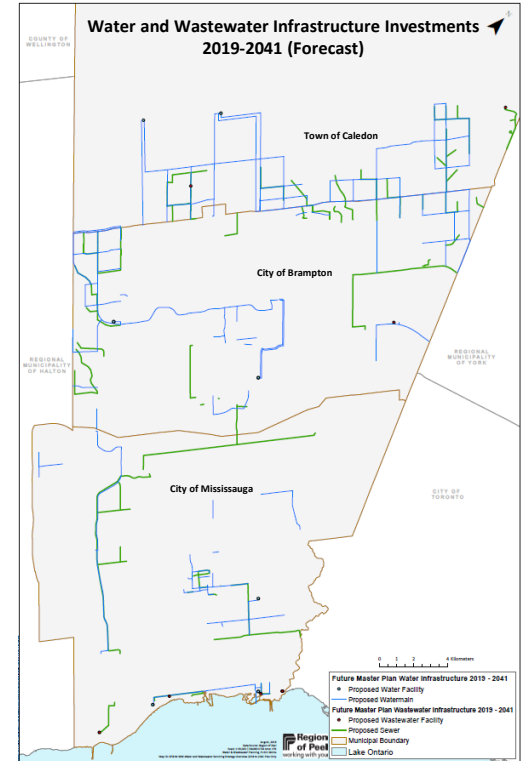 Water and Wastewater Infrastructure Investments
2019-2041 (Forecast)
COUNTY OF
WELLINGTON
Town of Caledon
City of Brampton
REGIONAL
MUNICIPALITY
OF HALTON
REGIONAL
MUNICIPALITY
OF YORK
City of Mississauga
CITY OF
TORONTO
0 1 2 4 Kilometers
Future Master Plan Water Infrastructure 2019 - 2041
Proposed Water Facility
Proposed Watermain
Future Master Plan Wastewater Infrastructure 2019 - 2041
Proposed Wastewater Facility
Proposed Sewer
Municipal Boundary
Lake Ontario
Region
of Peel
working with you